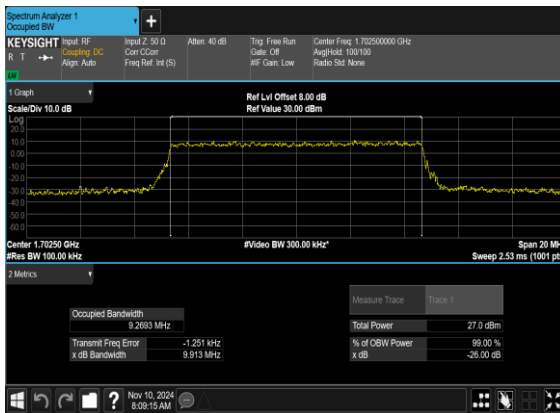 Spectrum Analyzer 1
Occupied BW
KEYSIGHT Input: RF Input Z: 50 Ω Atten: 40 dB Trig: Free Run Center Freq: 1.702500000 GHz
R T Coupling: DC Corr CCorr Gate: Off Avg|Hold: 100/100
Align: Auto Freq Ref: Int (S) #IF Gain: Low Radio Std: None
1 Graph
Ref Lvl Offset 8.00 dB
Scale/Div 10.0 dB Ref Value 30.00 dBm
Log
20.0
10.0
0.00
-10.0
-20.0
-30.0
-40.0
-50.0
-60.0
Center 1.70250 GHz #Video BW 300.00 kHz* Span 20 MH
#Res BW 100.00 kHz Sweep 2.53 ms (1001 pt
2 Metrics
Measure Trace Trace 1
Occupied Bandwidth
9.2693 MHz Total Power 27.0 dBm
Transmit Freq Error -1.251 kHz % of OBW Power 99.00 %
x dB Bandwidth 9.913 MHz x dB -26.00 dB
? Nov 10, 2024
8:09:15 AM